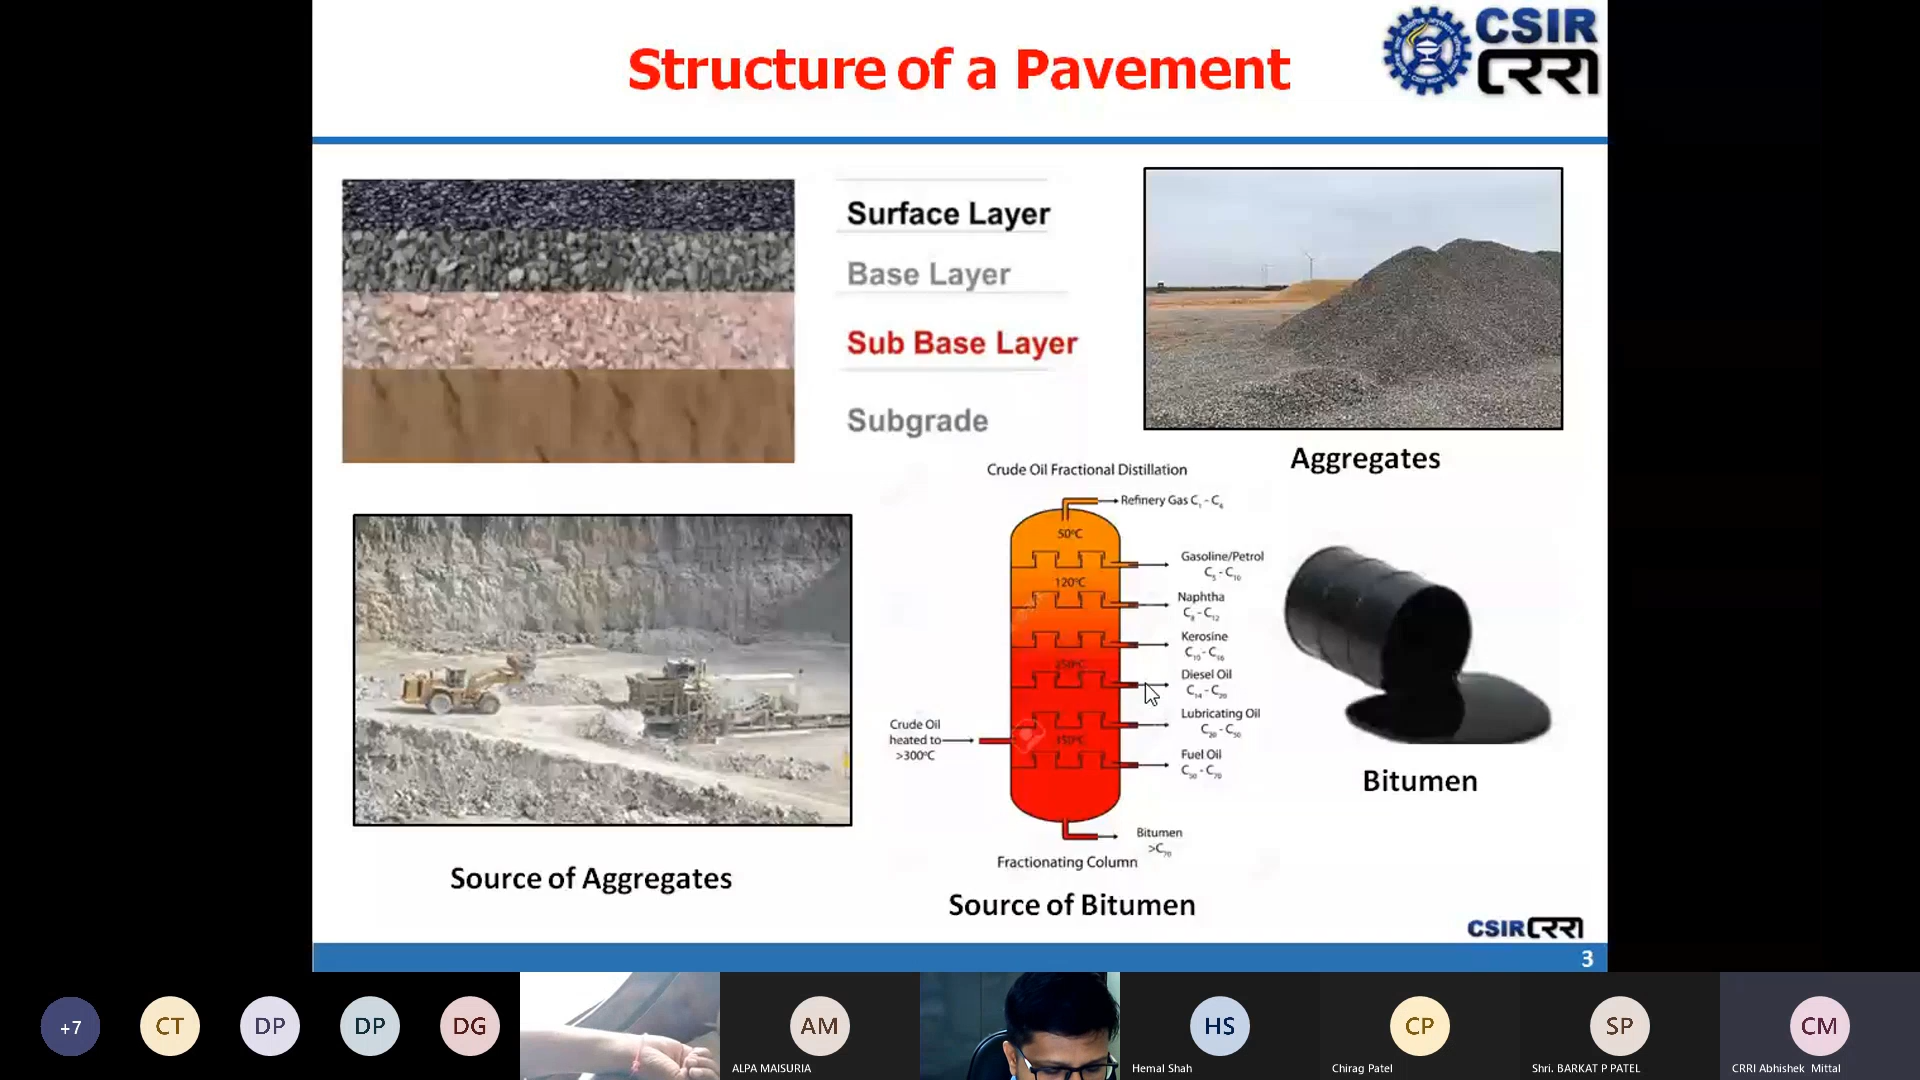 CSIR
CRRI
Structure of a Pavement
Surface Layer
Base Layer
Sub Base Layer
Subgrade
Aggregates
Crude Oil Fractional Distillation
Refinery Gas C₁ - C₄
50°C
Gasoline/Petrol
C₅ - C₁₀
120°C
Naphtha
C₈ - C₁₂
Kerosine
C₁₀ - C₁₆
Diesel Oil
C₁₄ - C₂₀
Lubricating Oil
C₂₀ - C₅₀
Crude Oil
heated to
>300°C
Fuel Oil
C₅₀ - C₇₀
Bitumen
>C₇₀
Fractionating Column
Bitumen
Source of Aggregates
Source of Bitumen
CSIR CRRI
3
+7
CT
DP
DP
DG
AM
HS
CP
SP
CM
ALPA MAISURIA
Hemal Shah
Chirag Patel
Shri. BARKAT P PATEL
CRRI Abhishek Mittal